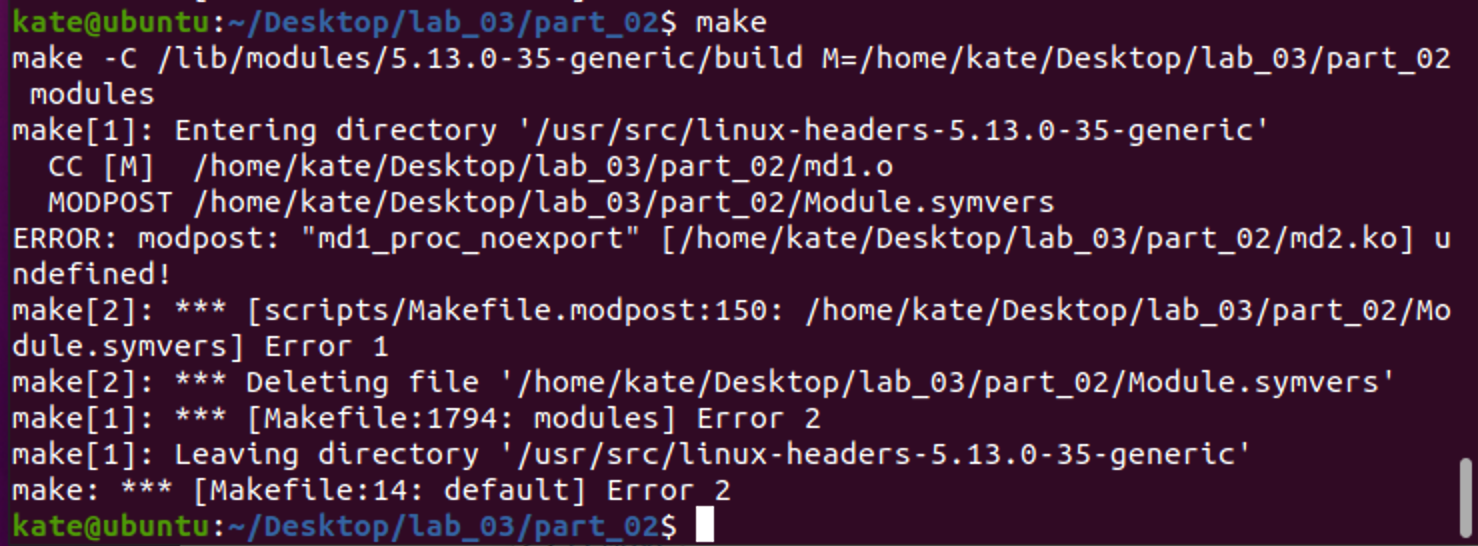 kate@ubuntu:~/Desktop/lab_03/part_02$ make
make -C /lib/modules/5.13.0-35-generic/build M=/home/kate/Desktop/lab_03/part_02
 modules
make[1]: Entering directory '/usr/src/linux-headers-5.13.0-35-generic'
  CC [M]  /home/kate/Desktop/lab_03/part_02/md1.o
  MODPOST /home/kate/Desktop/lab_03/part_02/Module.symvers
ERROR: modpost: "md1_proc_noexport" [/home/kate/Desktop/lab_03/part_02/md2.ko] u
ndefined!
make[2]: *** [scripts/Makefile.modpost:150: /home/kate/Desktop/lab_03/part_02/Mo
dule.symvers] Error 1
make[2]: *** Deleting file '/home/kate/Desktop/lab_03/part_02/Module.symvers'
make[1]: *** [Makefile:1794: modules] Error 2
make[1]: Leaving directory '/usr/src/linux-headers-5.13.0-35-generic'
make: *** [Makefile:14: default] Error 2
kate@ubuntu:~/Desktop/lab_03/part_02$